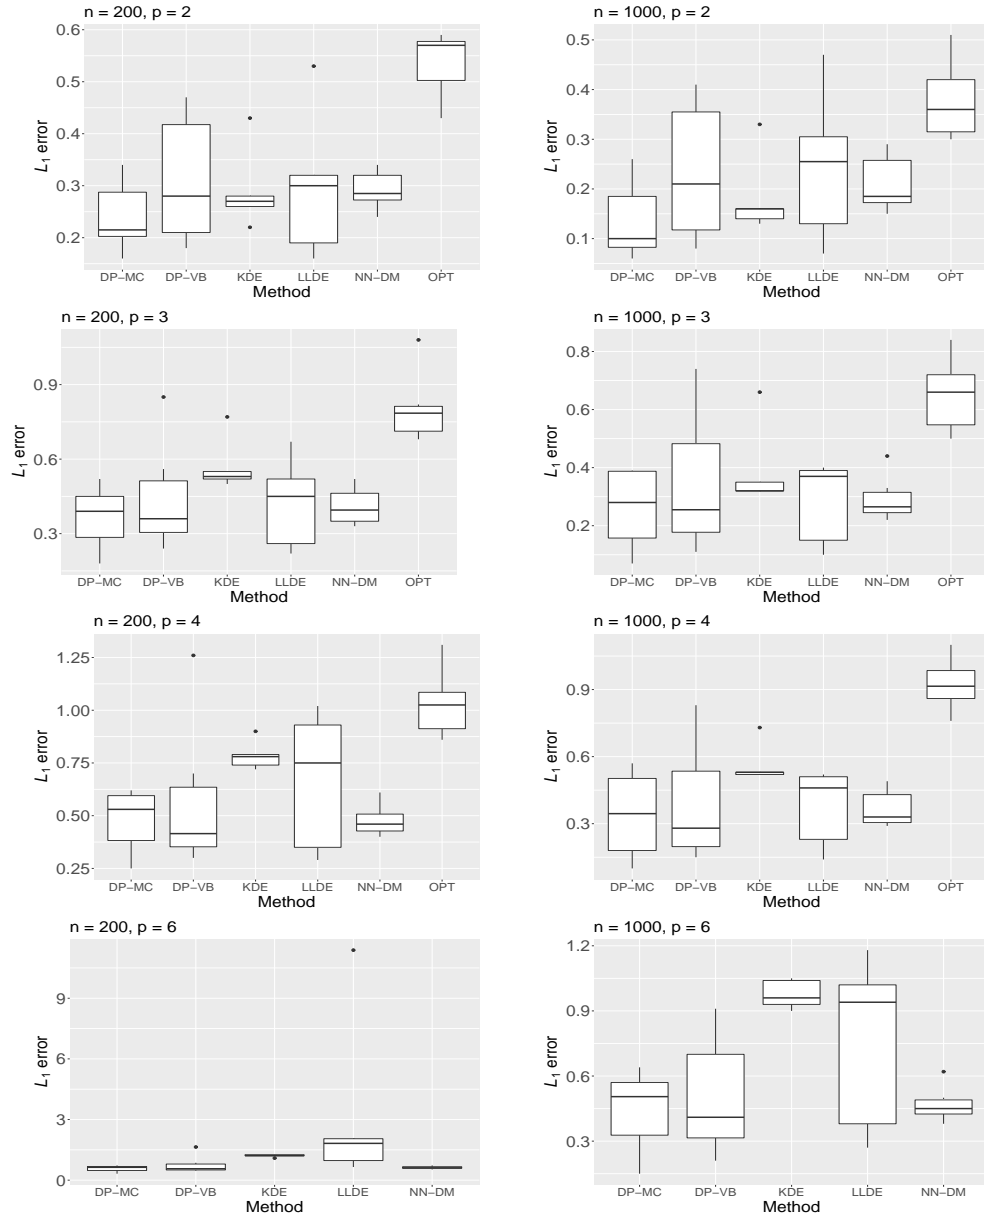 n = 200, p = 2
0.6
0.5
0.4
0.3
0.2
L1 error
DP−MC DP−VB KDE LLDE NN−DM OPT
Method
n = 1000, p = 2
0.5
0.4
0.3
0.2
0.1
L1 error
DP−MC DP−VB KDE LLDE NN−DM OPT
Method
n = 200, p = 3
0.9
0.6
0.3
L1 error
DP−MC DP−VB KDE LLDE NN−DM OPT
Method
n = 1000, p = 3
0.8
0.6
0.4
0.2
L1 error
DP−MC DP−VB KDE LLDE NN−DM OPT
Method
n = 200, p = 4
1.25
1.00
0.75
0.50
0.25
L1 error
DP−MC DP−VB KDE LLDE NN−DM OPT
Method
n = 1000, p = 4
0.9
0.6
0.3
L1 error
DP−MC DP−VB KDE LLDE NN−DM OPT
Method
n = 200, p = 6
9
6
3
0
L1 error
DP−MC DP−VB KDE LLDE NN−DM
Method
n = 1000, p = 6
1.2
0.9
0.6
0.3
L1 error
DP−MC DP−VB KDE LLDE NN−DM
Method